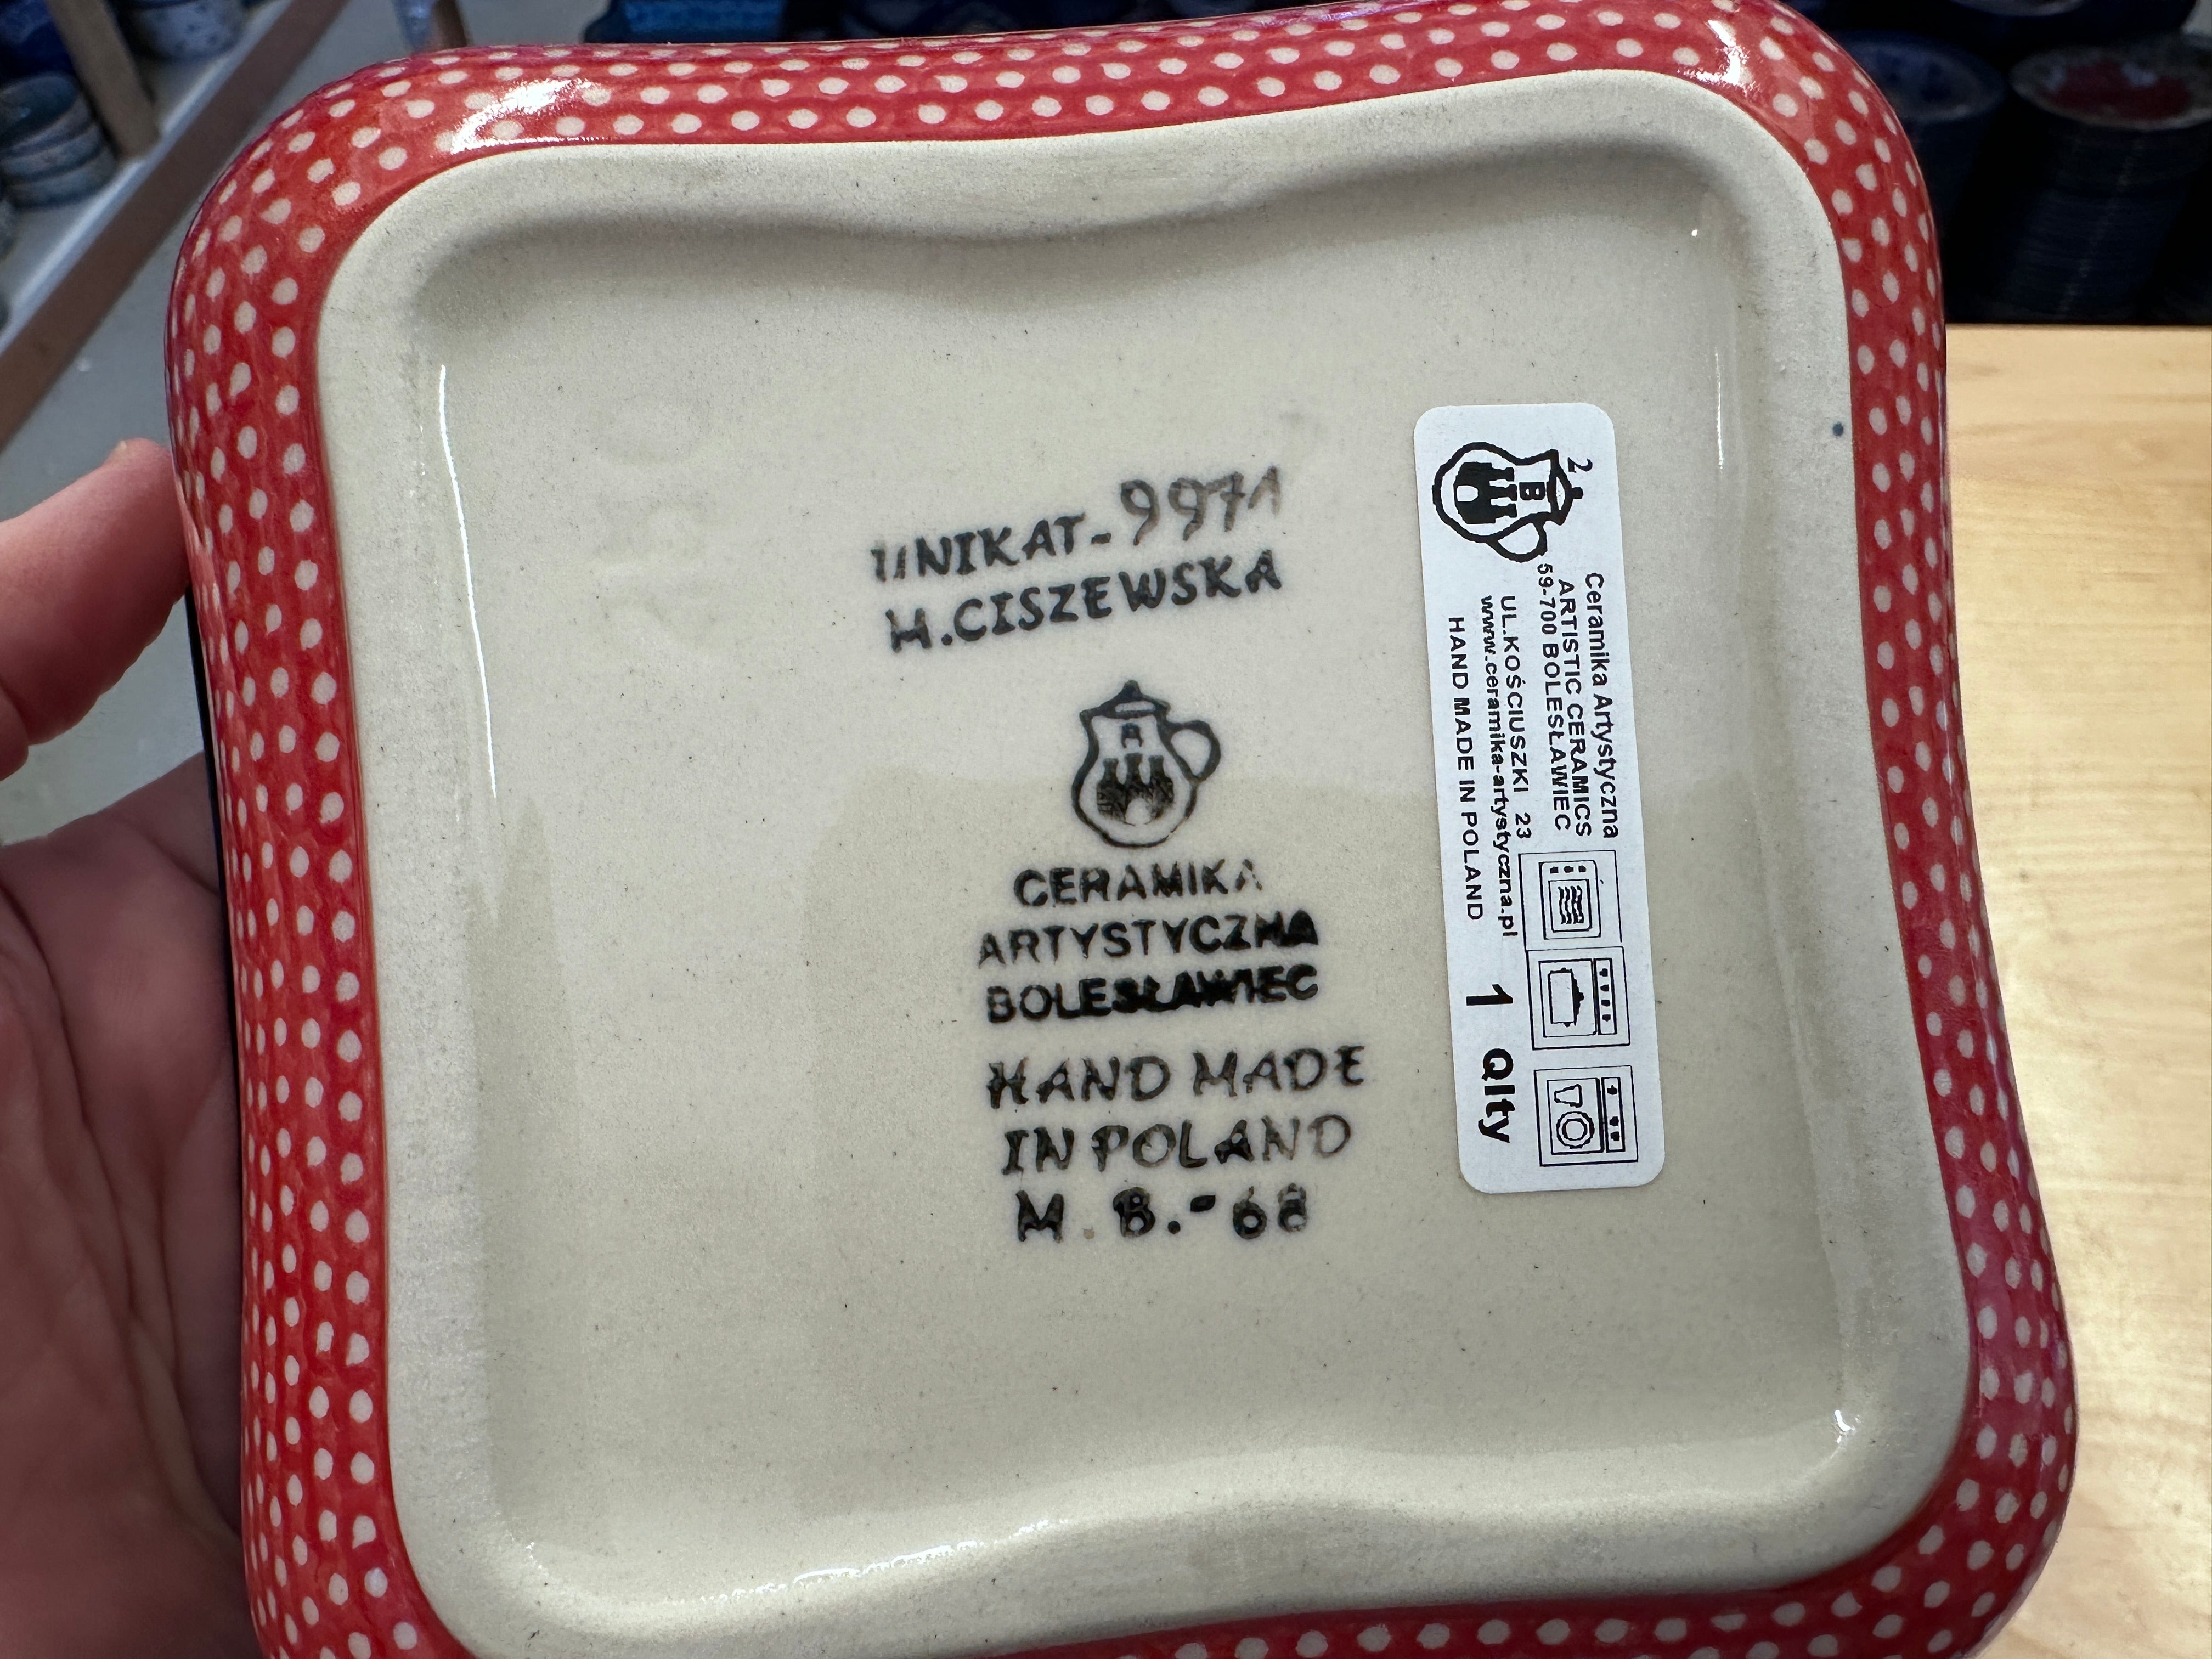 UNIKAT-9971
M.CISZEWSKA
CERAMIKA
ARTYSTYCZNA
BOLESŁAWIEC
HAND MADE
IN POLAND
M.B.-68
2
B
Ceramika Artystyczna
ARTISTIC CERAMICS
59-700 BOLESŁAWIEC
UL.KOŚCIUSZKI 23
www.ceramika-artystyczna.pl
HAND MADE IN POLAND
1 Qlty